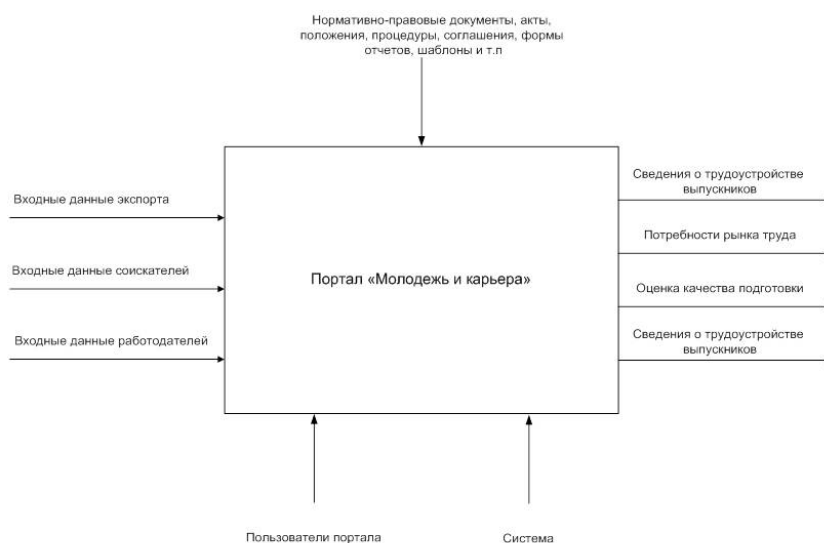 Нормативно-правовые документы, акты,
положения, процедуры, соглашения, формы
отчетов, шаблоны и т.п
Входные данные экспорта
Входные данные соискателей
Входные данные работодателей
Портал «Молодежь и карьера»
Сведения о трудоустройстве
выпускников
Потребности рынка труда
Оценка качества подготовки
Сведения о трудоустройстве
выпускников
Пользователи портала
Система